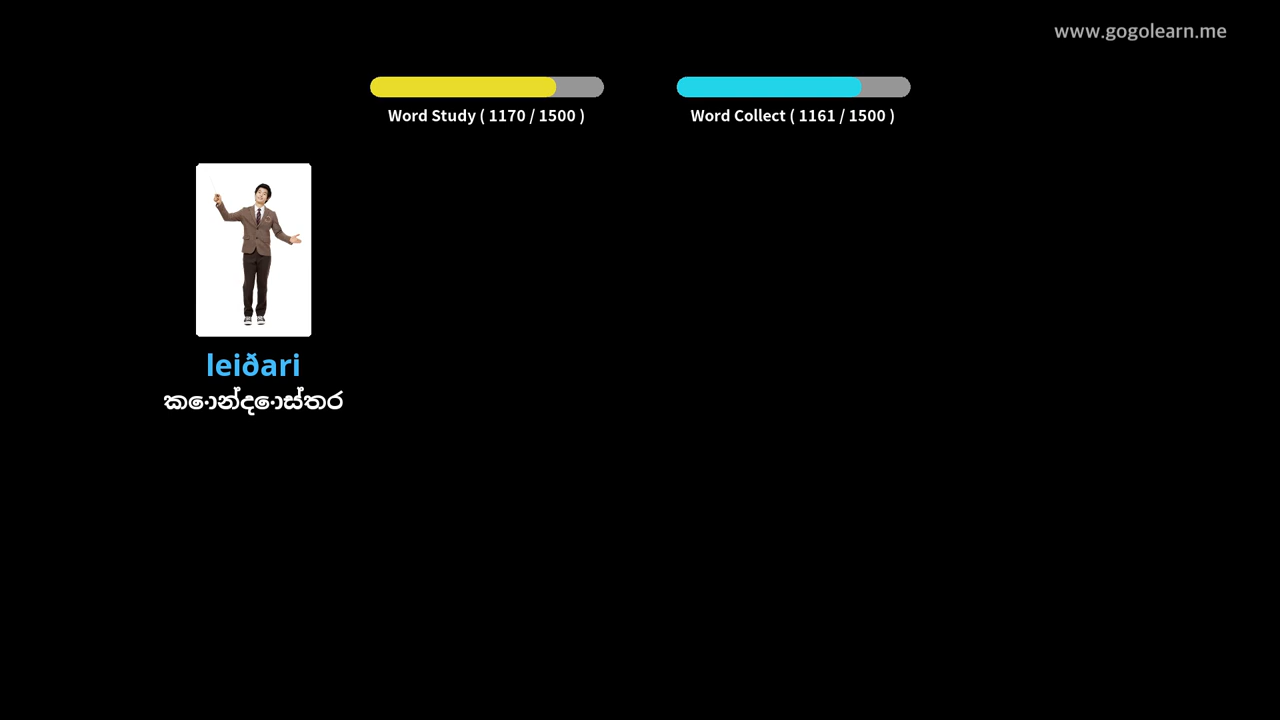 www.gogolearn.me
Word Study ( 1170 / 1500 )
Word Collect ( 1161 / 1500 )
leiðari
කොන්දොස්තර